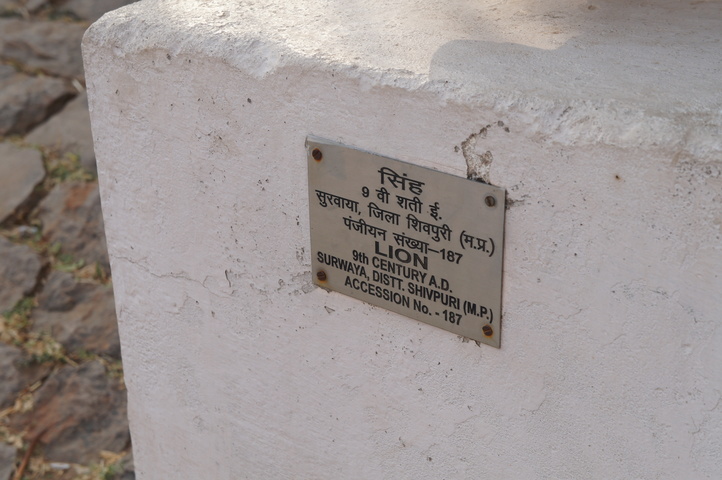 सिंह
9 वी शती ई.
सुरवाया, जिला शिवपुरी (म.प्र.)
पंजीयन संख्या–187
LION
9th CENTURY A.D.
SURWAYA, DISTT. SHIVPURI (M.P.)
ACCESSION No. - 187